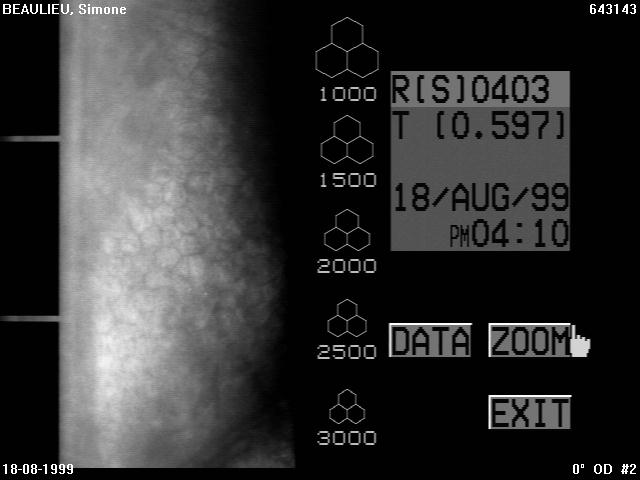 BEAULIEU, Simone
643143
1000
R[S]0403
T [0.597]
1500
18/AUG/99
PM04:10
2000
2500
DATA
ZOOM
3000
EXIT
18-08-1999
0° OD #2